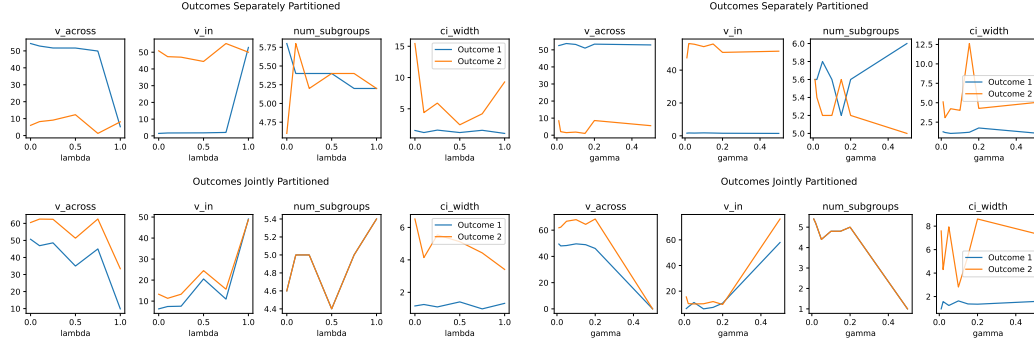 Outcomes Separately Partitioned
v_across
v_in
num_subgroups
ci_width
50
40
30
20
10
0
0.0
0.5
1.0
lambda
50
40
30
20
10
0
0.0
0.5
1.0
lambda
5.75
5.50
5.25
5.00
4.75
0.0
0.5
1.0
lambda
15
10
5
Outcome 1
Outcome 2
0.0
0.5
1.0
lambda
Outcomes Separately Partitioned
v_across
v_in
num_subgroups
ci_width
50
40
30
20
10
0
0.0
0.2
0.4
gamma
50
40
30
20
10
0
0.0
0.2
0.4
gamma
6.0
5.8
5.6
5.4
5.2
5.0
0.0
0.2
0.4
gamma
12.5
10.0
7.5
5.0
2.5
Outcome 1
Outcome 2
0.0
0.2
0.4
gamma
Outcomes Jointly Partitioned
v_across
v_in
num_subgroups
ci_width
60
50
40
30
20
10
0.0
0.5
1.0
lambda
50
40
30
20
10
0.0
0.5
1.0
lambda
5.4
5.2
5.0
4.8
4.6
4.4
0.0
0.5
1.0
lambda
6
4
2
Outcome 1
Outcome 2
0.0
0.5
1.0
lambda
Outcomes Jointly Partitioned
v_across
v_in
num_subgroups
ci_width
60
40
20
0
0.0
0.2
0.4
gamma
60
40
20
0.0
0.2
0.4
gamma
5
4
3
2
1
0.0
0.2
0.4
gamma
8
6
4
2
Outcome 1
Outcome 2
0.0
0.2
0.4
gamma